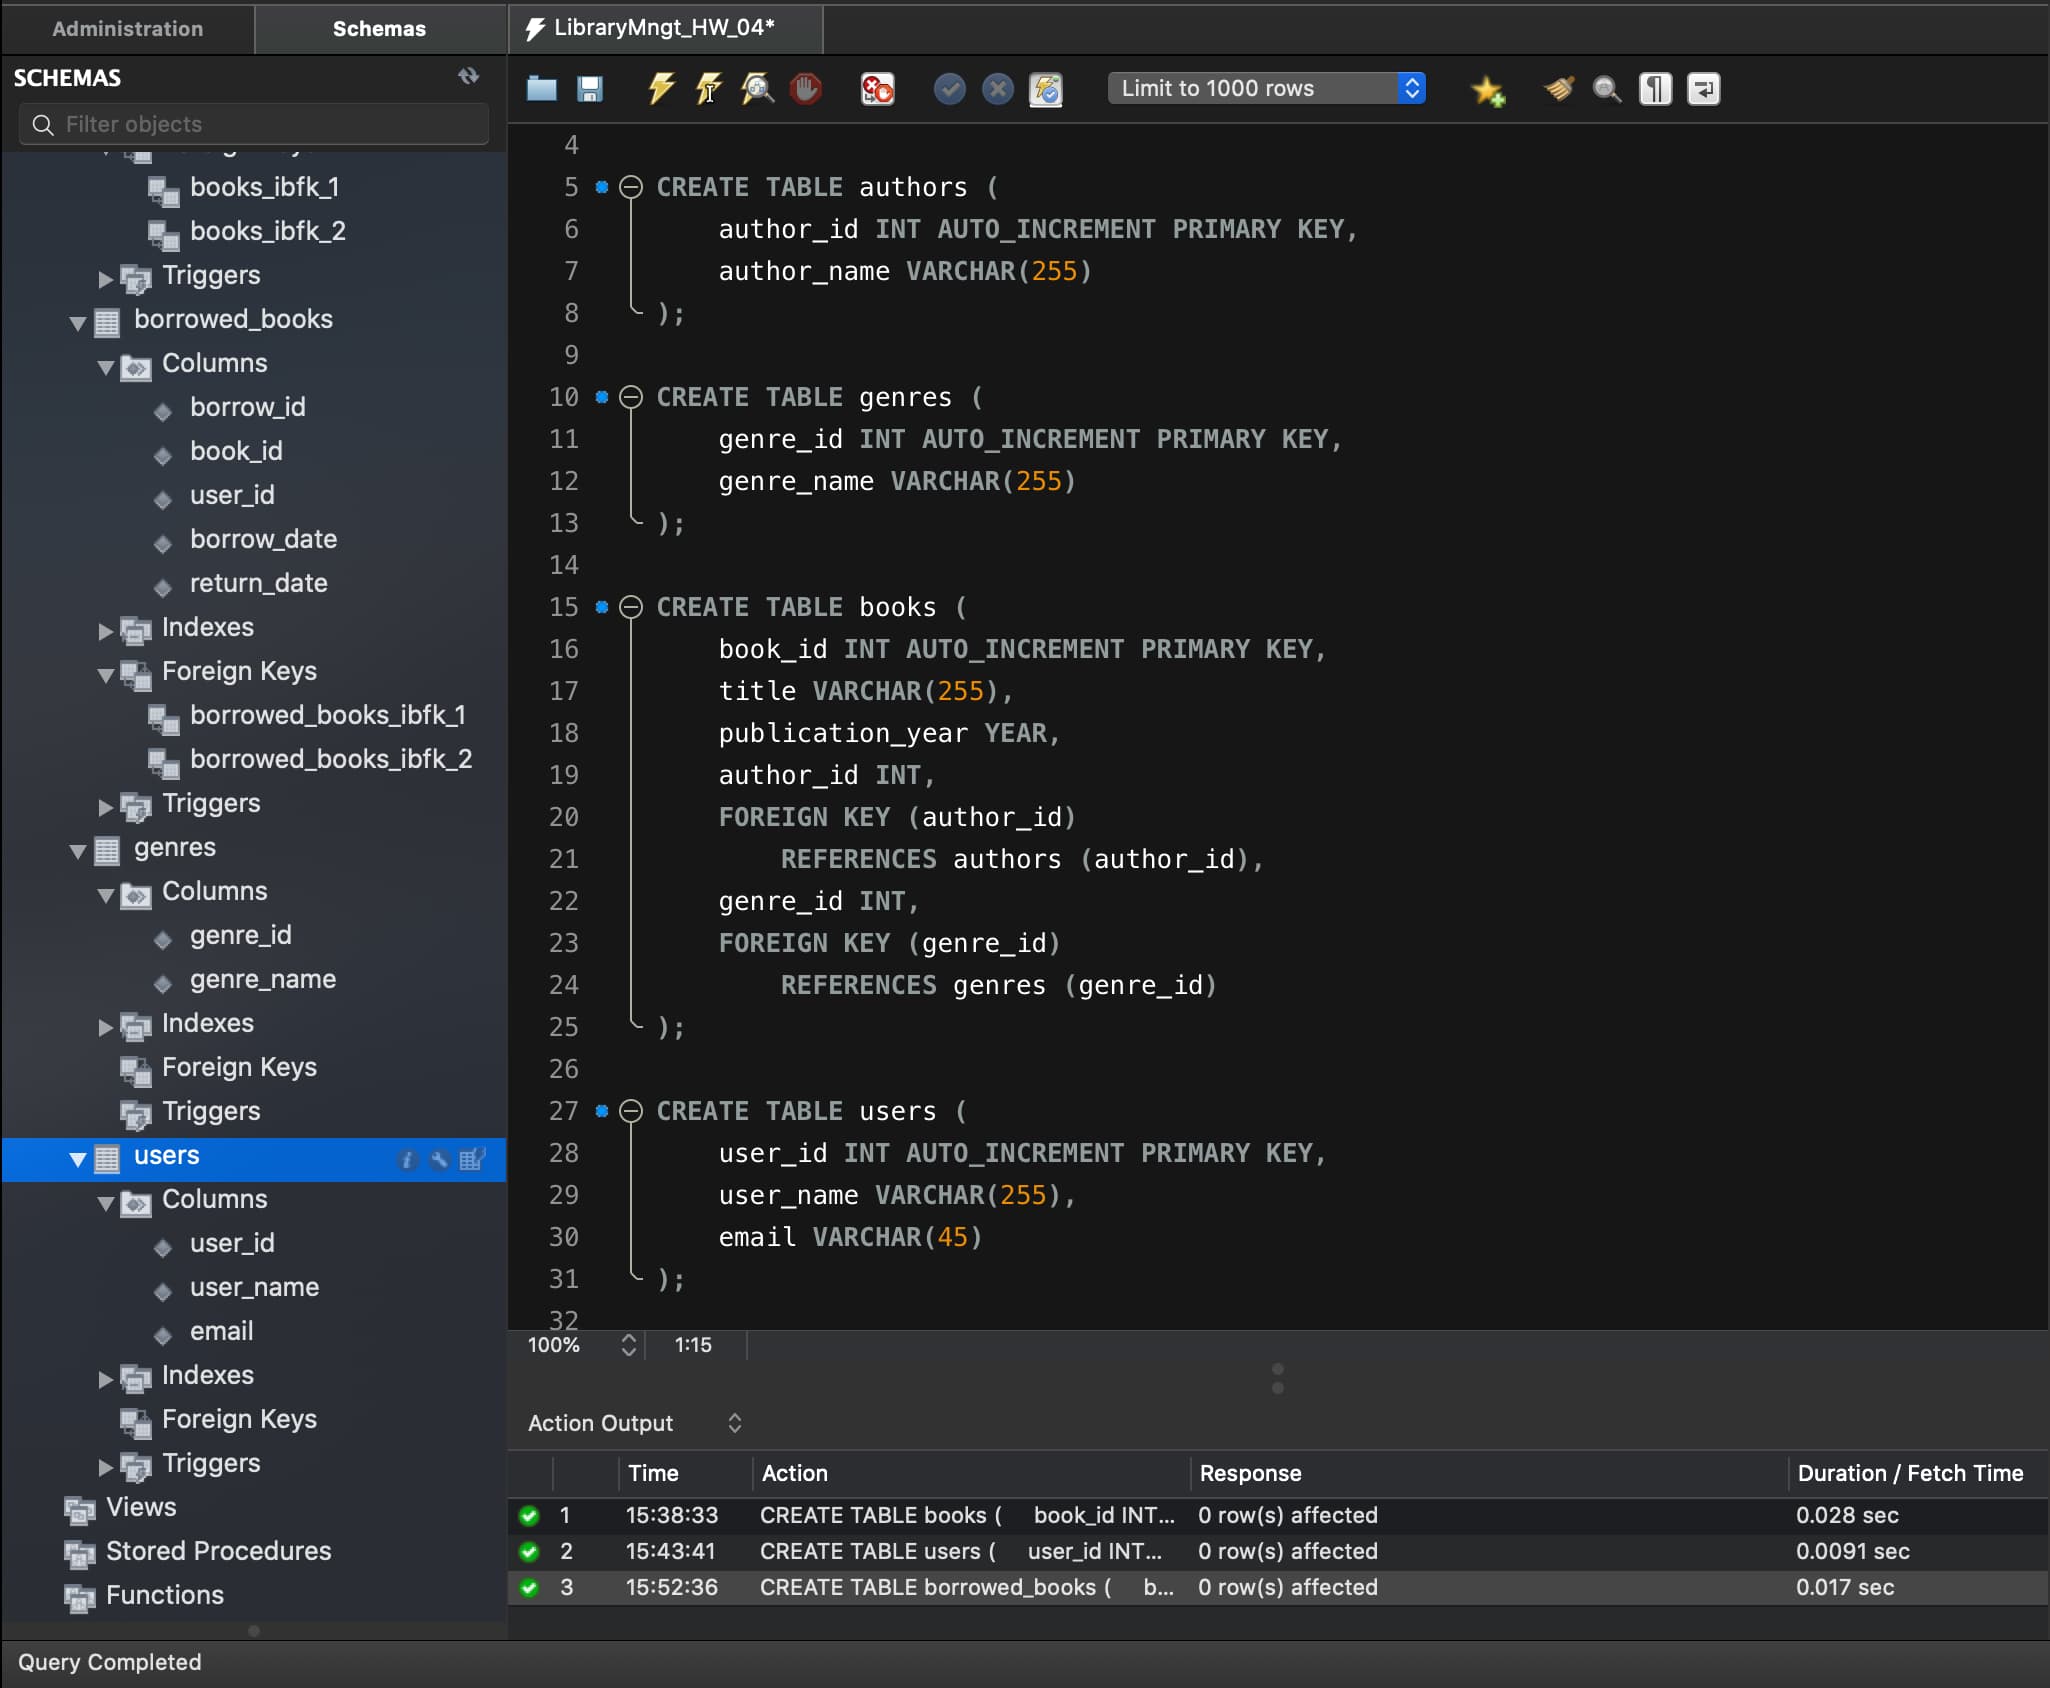 Administration
Schemas
LibraryMngt_HW_04*
SCHEMAS
Filter objects
Limit to 1000 rows
books_ibfk_1
books_ibfk_2
Triggers
borrowed_books
Columns
borrow_id
book_id
user_id
borrow_date
return_date
Indexes
Foreign Keys
borrowed_books_ibfk_1
borrowed_books_ibfk_2
Triggers
genres
Columns
genre_id
genre_name
Indexes
Foreign Keys
Triggers
users
Columns
user_id
user_name
email
Indexes
Foreign Keys
Triggers
Views
Stored Procedures
Functions
4
5 CREATE TABLE authors (
6 author_id INT AUTO_INCREMENT PRIMARY KEY,
7 author_name VARCHAR(255)
8 );
9
10 CREATE TABLE genres (
11 genre_id INT AUTO_INCREMENT PRIMARY KEY,
12 genre_name VARCHAR(255)
13 );
14
15 CREATE TABLE books (
16 book_id INT AUTO_INCREMENT PRIMARY KEY,
17 title VARCHAR(255),
18 publication_year YEAR,
19 author_id INT,
20 FOREIGN KEY (author_id)
21 REFERENCES authors (author_id),
22 genre_id INT,
23 FOREIGN KEY (genre_id)
24 REFERENCES genres (genre_id)
25 );
26
27 CREATE TABLE users (
28 user_id INT AUTO_INCREMENT PRIMARY KEY,
29 user_name VARCHAR(255),
30 email VARCHAR(45)
31 );
32
100% 1:15
Action Output
Time Action Response Duration / Fetch Time
1 15:38:33 CREATE TABLE books ( book_id INT... 0 row(s) affected 0.028 sec
2 15:43:41 CREATE TABLE users ( user_id INT... 0 row(s) affected 0.0091 sec
3 15:52:36 CREATE TABLE borrowed_books ( b... 0 row(s) affected 0.017 sec
Query Completed